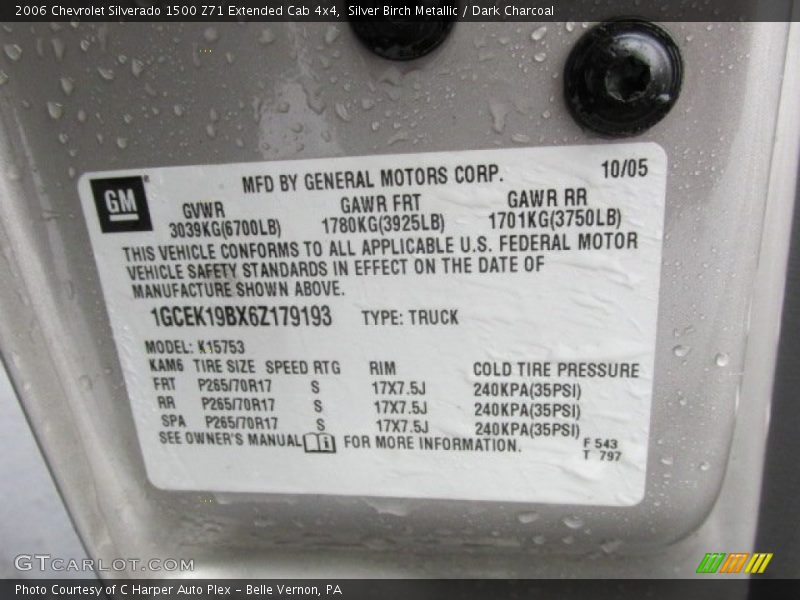 2006 Chevrolet Silverado 1500 Z71 Extended Cab 4x4, Silver Birch Metallic / Dark Charcoal
GM
MFD BY GENERAL MOTORS CORP. 10/05
GVWR GAWR FRT GAWR RR
3039KG(6700LB) 1780KG(3925LB) 1701KG(3750LB)
THIS VEHICLE CONFORMS TO ALL APPLICABLE U.S. FEDERAL MOTOR
VEHICLE SAFETY STANDARDS IN EFFECT ON THE DATE OF
MANUFACTURE SHOWN ABOVE.
1GCEK19BX6Z179193 TYPE: TRUCK
MODEL: K15753
KAM6 TIRE SIZE SPEED RTG RIM COLD TIRE PRESSURE
FRT P265/70R17 S 17X7.5J 240KPA(35PSI)
RR P265/70R17 S 17X7.5J 240KPA(35PSI)
SPA P265/70R17 S 17X7.5J 240KPA(35PSI)
SEE OWNER'S MANUAL i FOR MORE INFORMATION.
F 543
T 797
GTCARLOT.COM
Photo Courtesy of C Harper Auto Plex – Belle Vernon, PA